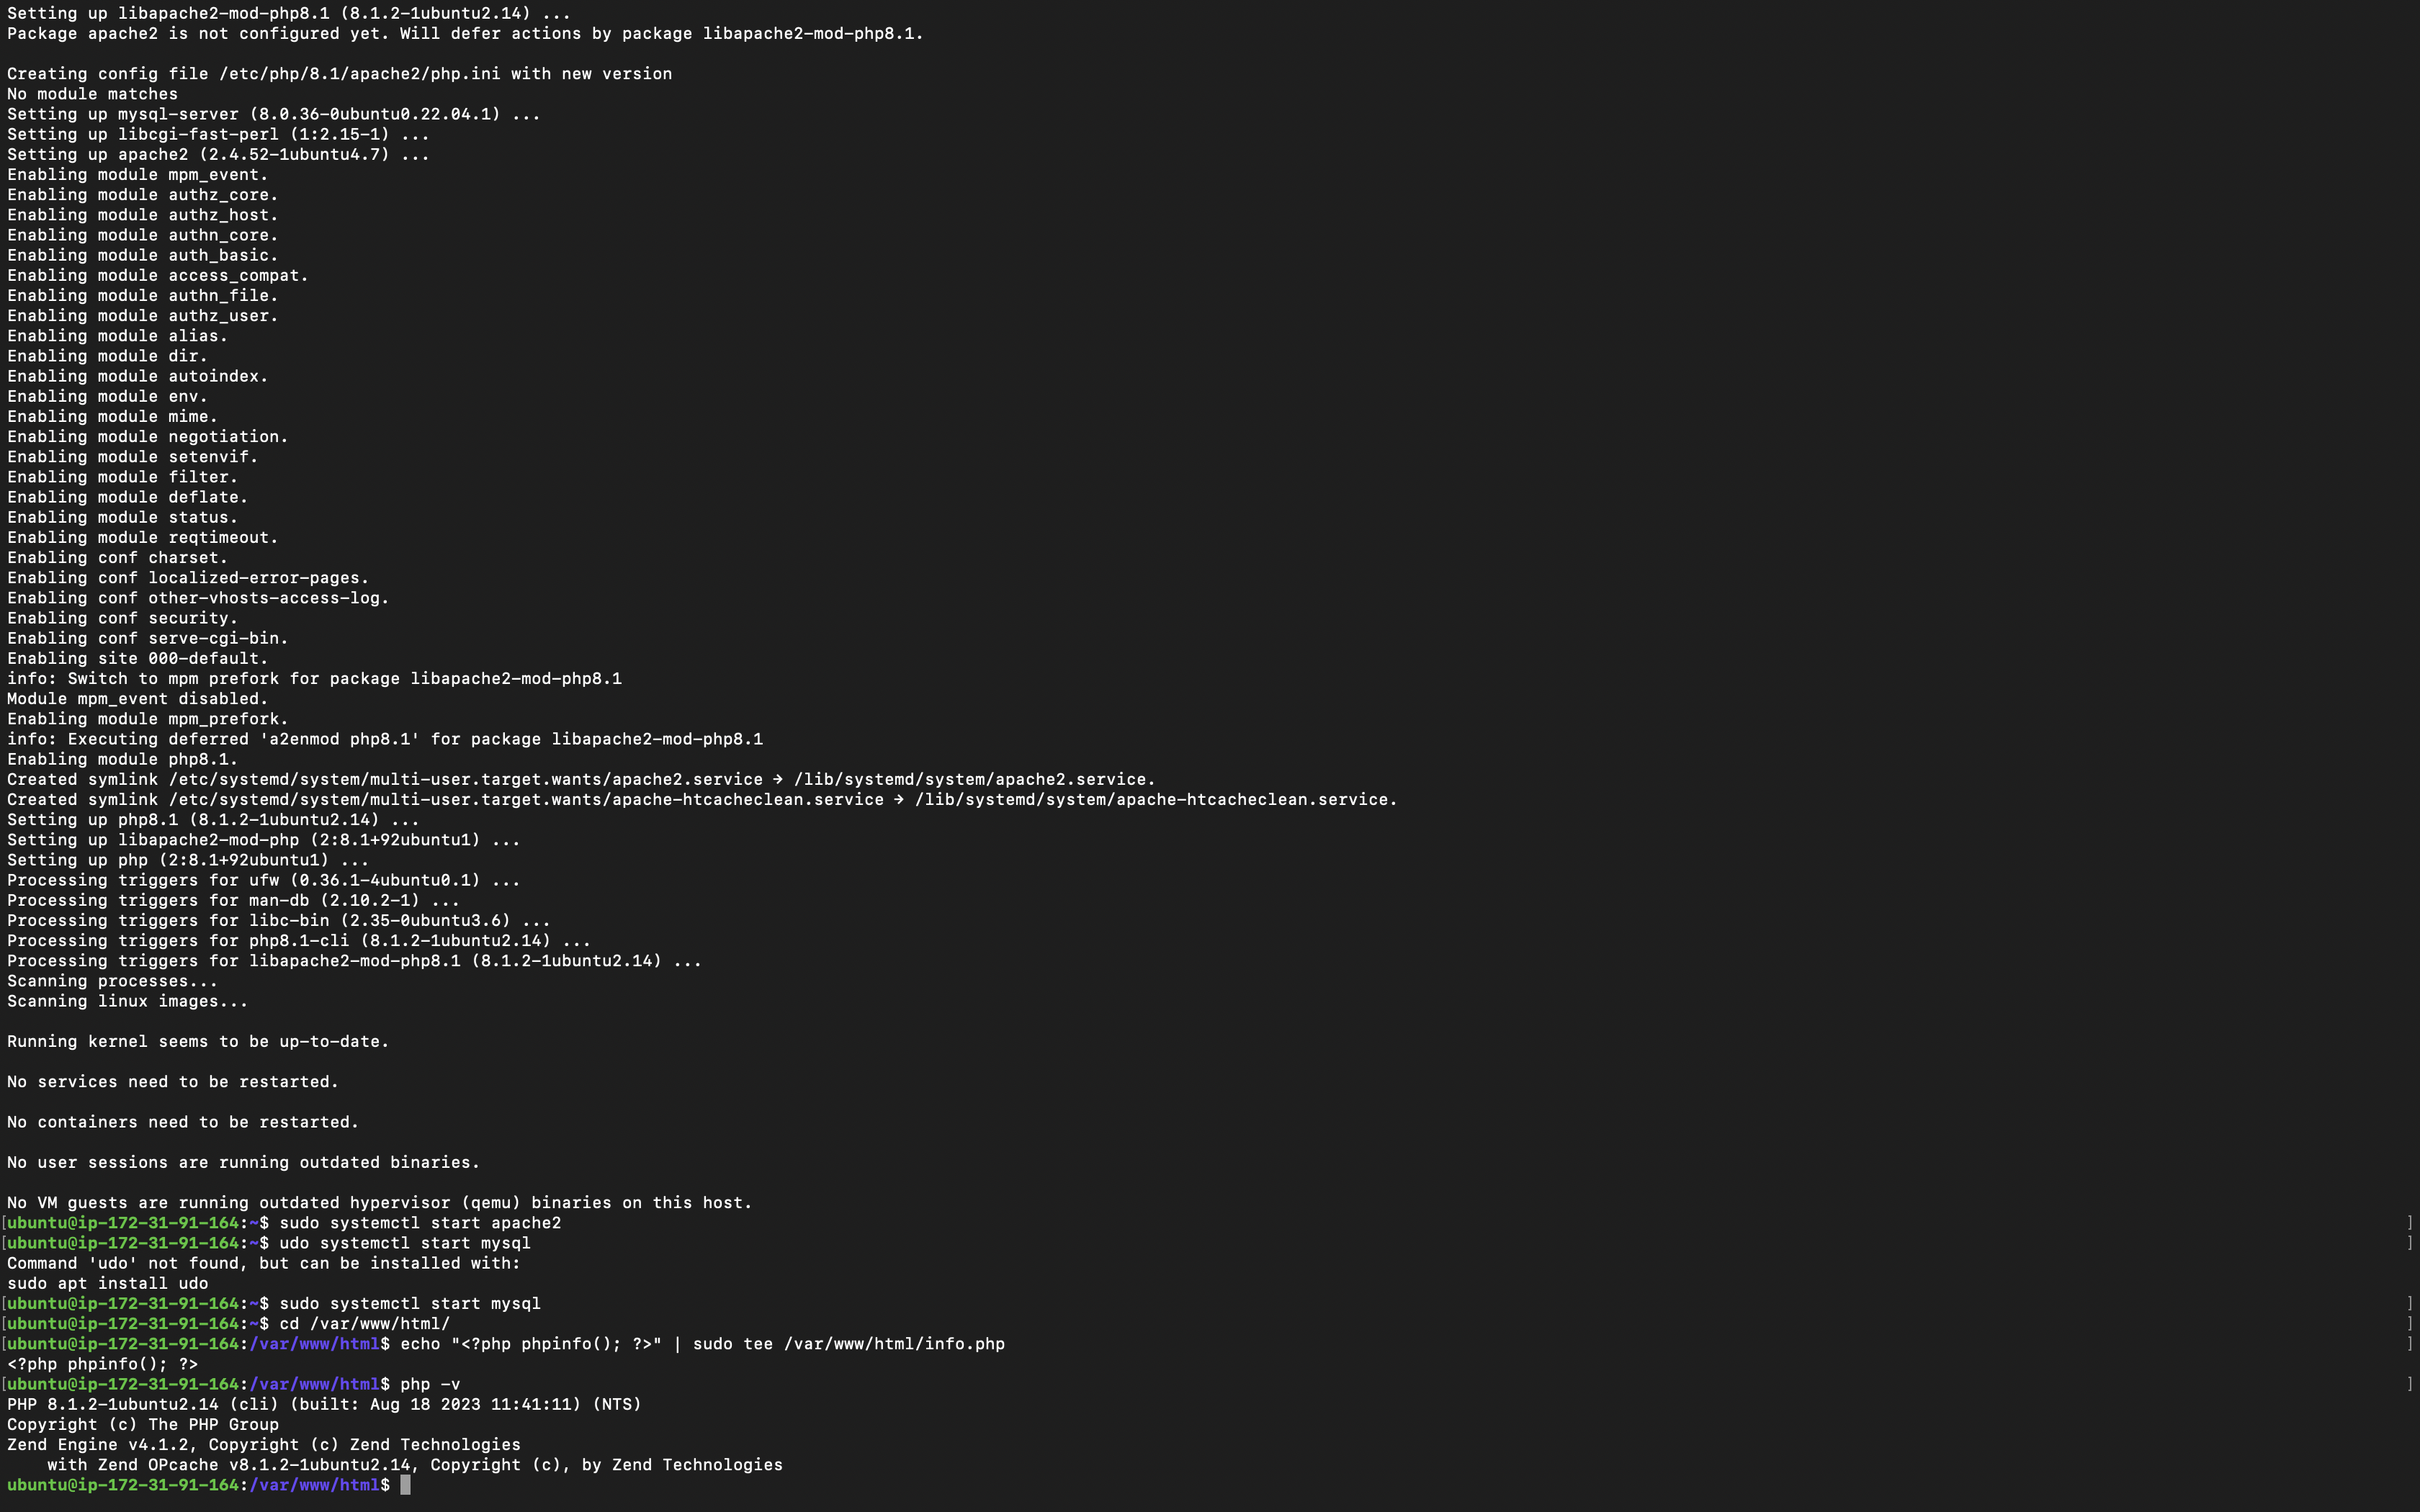 Setting up libapache2-mod-php8.1 (8.1.2-1ubuntu2.14) ...
Package apache2 is not configured yet. Will defer actions by package libapache2-mod-php8.1.
Creating config file /etc/php/8.1/apache2/php.ini with new version
No module matches
Setting up mysql-server (8.0.36-0ubuntu0.22.04.1) ...
Setting up libcgi-fast-perl (1:2.15-1) ...
Setting up apache2 (2.4.52-1ubuntu4.7) ...
Enabling module mpm_event.
Enabling module authz_core.
Enabling module authz_host.
Enabling module authn_core.
Enabling module auth_basic.
Enabling module access_compat.
Enabling module authn_file.
Enabling module authz_user.
Enabling module alias.
Enabling module dir.
Enabling module autoindex.
Enabling module env.
Enabling module mime.
Enabling module negotiation.
Enabling module setenvif.
Enabling module filter.
Enabling module deflate.
Enabling module status.
Enabling module reqtimeout.
Enabling conf charset.
Enabling conf localized-error-pages.
Enabling conf other-vhosts-access-log.
Enabling conf security.
Enabling conf serve-cgi-bin.
Enabling site 000-default.
info: Switch to mpm prefork for package libapache2-mod-php8.1
Module mpm_event disabled.
Enabling module mpm_prefork.
info: Executing deferred 'a2enmod php8.1' for package libapache2-mod-php8.1
Enabling module php8.1.
Created symlink /etc/systemd/system/multi-user.target.wants/apache2.service → /lib/systemd/system/apache2.service.
Created symlink /etc/systemd/system/multi-user.target.wants/apache-htcacheclean.service → /lib/systemd/system/apache-htcacheclean.service.
Setting up php8.1 (8.1.2-1ubuntu2.14) ...
Setting up libapache2-mod-php (2:8.1+92ubuntu1) ...
Setting up php (2:8.1+92ubuntu1) ...
Processing triggers for ufw (0.36.1-4ubuntu0.1) ...
Processing triggers for man-db (2.10.2-1) ...
Processing triggers for libc-bin (2.35-0ubuntu3.6) ...
Processing triggers for php8.1-cli (8.1.2-1ubuntu2.14) ...
Processing triggers for libapache2-mod-php8.1 (8.1.2-1ubuntu2.14) ...
Scanning processes...
Scanning linux images...
Running kernel seems to be up-to-date.
No services need to be restarted.
No containers need to be restarted.
No user sessions are running outdated binaries.
No VM guests are running outdated hypervisor (qemu) binaries on this host.
[ubuntu@ip-172-31-91-164:~$ sudo systemctl start apache2 ]
[ubuntu@ip-172-31-91-164:~$ udo systemctl start mysql ]
Command 'udo' not found, but can be installed with:
sudo apt install udo
[ubuntu@ip-172-31-91-164:~$ sudo systemctl start mysql ]
[ubuntu@ip-172-31-91-164:~$ cd /var/www/html/ ]
[ubuntu@ip-172-31-91-164:/var/www/html$ echo "<?php phpinfo(); ?>" | sudo tee /var/www/html/info.php ]
<?php phpinfo(); ?>
[ubuntu@ip-172-31-91-164:/var/www/html$ php -v ]
PHP 8.1.2-1ubuntu2.14 (cli) (built: Aug 18 2023 11:41:11) (NTS)
Copyright (c) The PHP Group
Zend Engine v4.1.2, Copyright (c) Zend Technologies
    with Zend OPcache v8.1.2-1ubuntu2.14, Copyright (c), by Zend Technologies
ubuntu@ip-172-31-91-164:/var/www/html$